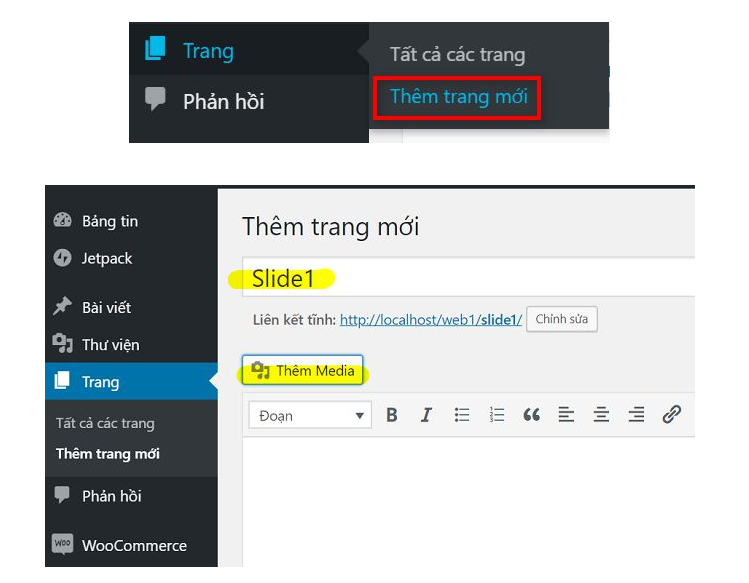 Trang
Tất cả các trang
Thêm trang mới
Phản hồi
Bảng tin
Jetpack
Bài viết
Thư viện
Trang
Tất cả các trang
Thêm trang mới
Phản hồi
WOO WooCommerce
Thêm trang mới
Slide1
Liên kết tĩnh: http://localhost/web1/slide1/ Chỉnh sửa
Thêm Media
Đoạn B I